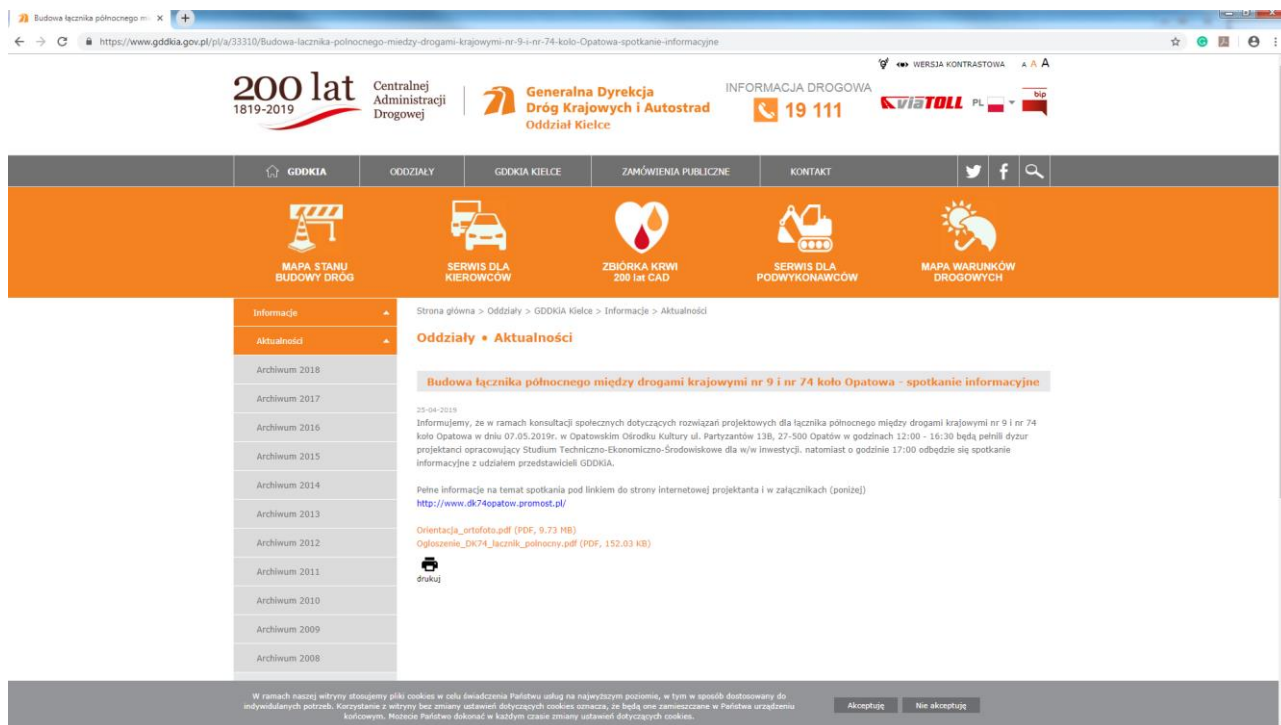 Budowa łącznika północnego mi
https://www.gddkia.gov.pl/pl/a/33310/Budowa-lacznika-polnocnego-miedzy-drogami-krajowymi-nr-9-i-nr-74-kolo-Opatowa-spotkanie-informacyjne
WERSJA KONTRASTOWA A A A
200 lat
1819-2019
Centralnej
Administracji
Drogowej
Generalna Dyrekcja
Dróg Krajowych i Autostrad
Oddział Kielce
INFORMACJA DROGOWA
19 111
viaTOLL
PL
bip
GDDKIA ODDZIAŁY GDDKIA KIELCE ZAMÓWIENIA PUBLICZNE KONTAKT
MAPA STANU
BUDOWY DRÓG
SERWIS DLA
KIEROWCÓW
ZBIÓRKA KRWI
200 lat CAD
SERWIS DLA
PODWYKONAWCÓW
MAPA WARUNKÓW
DROGOWYCH
Informacje
Aktualności
Archiwum 2018
Archiwum 2017
Archiwum 2016
Archiwum 2015
Archiwum 2014
Archiwum 2013
Archiwum 2012
Archiwum 2011
Archiwum 2010
Archiwum 2009
Archiwum 2008
Strona główna > Oddziały > GDDKiA Kielce > Informacje > Aktualności
Oddziały • Aktualności
Budowa łącznika północnego między drogami krajowymi nr 9 i nr 74 koło Opatowa - spotkanie informacyjne
25-04-2019
Informujemy, że w ramach konsultacji społecznych dotyczących rozwiązań projektowych dla łącznika północnego między drogami krajowymi nr 9 i nr 74
koło Opatowa w dniu 07.05.2019r. w Opatowskim Ośrodku Kultury ul. Partyzantów 13B, 27-500 Opatów w godzinach 12:00 - 16:30 będą pełnili dyżur
projektanci opracowujący Studium Techniczno-Ekonomiczno-Środowiskowe dla w/w inwestycji. natomiast o godzinie 17:00 odbędzie się spotkanie
informacyjne z udziałem przedstawicieli GDDKiA.
Pełne informacje na temat spotkania pod linkiem do strony internetowej projektanta i w załącznikach (poniżej)
http://www.dk74opatow.promost.pl/
Orientacja_ortofoto.pdf (PDF, 9.73 MB)
Ogloszenie_DK74_lacznik_polnocny.pdf (PDF, 152.03 KB)
drukuj
W ramach naszej witryny stosujemy pliki cookies w celu świadczenia Państwu usług na najwyższym poziomie, w tym w sposób dostosowany do
indywidulanych potrzeb. Korzystanie z witryny bez zmiany ustawień dotyczących cookies oznacza, że będą one zamieszczane w Państwa urządzeniu
końcowym. Możecie Państwo dokonać w każdym czasie zmiany ustawień dotyczących cookies.
Akceptuję Nie akceptuję